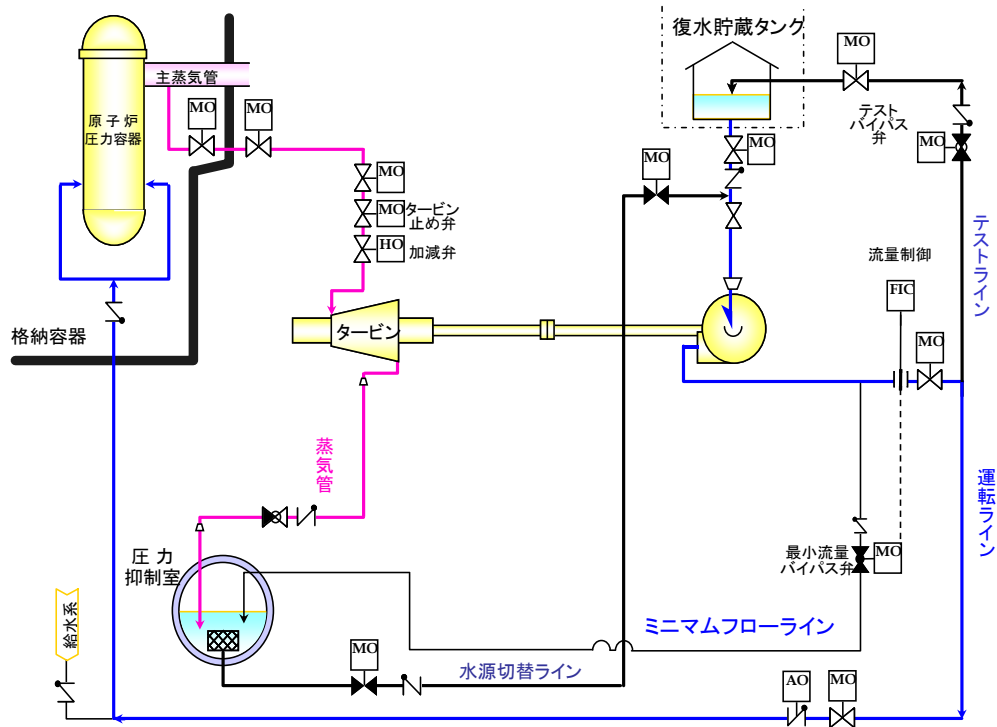 復水貯蔵タンク
MO
主蒸気管
MO
MO
原子炉
圧力容器
テスト
バイパス
弁
MO
MO
MO
MO
MO
タービン
止め弁
HO
加減弁
テストライン
流量制御
FIC
格納容器
タービン
MO
蒸気管
運転ライン
圧力
抑制室
最小流量
バイパス弁
MO
給水系
ミニマムフローライン
MO
水源切替ライン
AO
MO